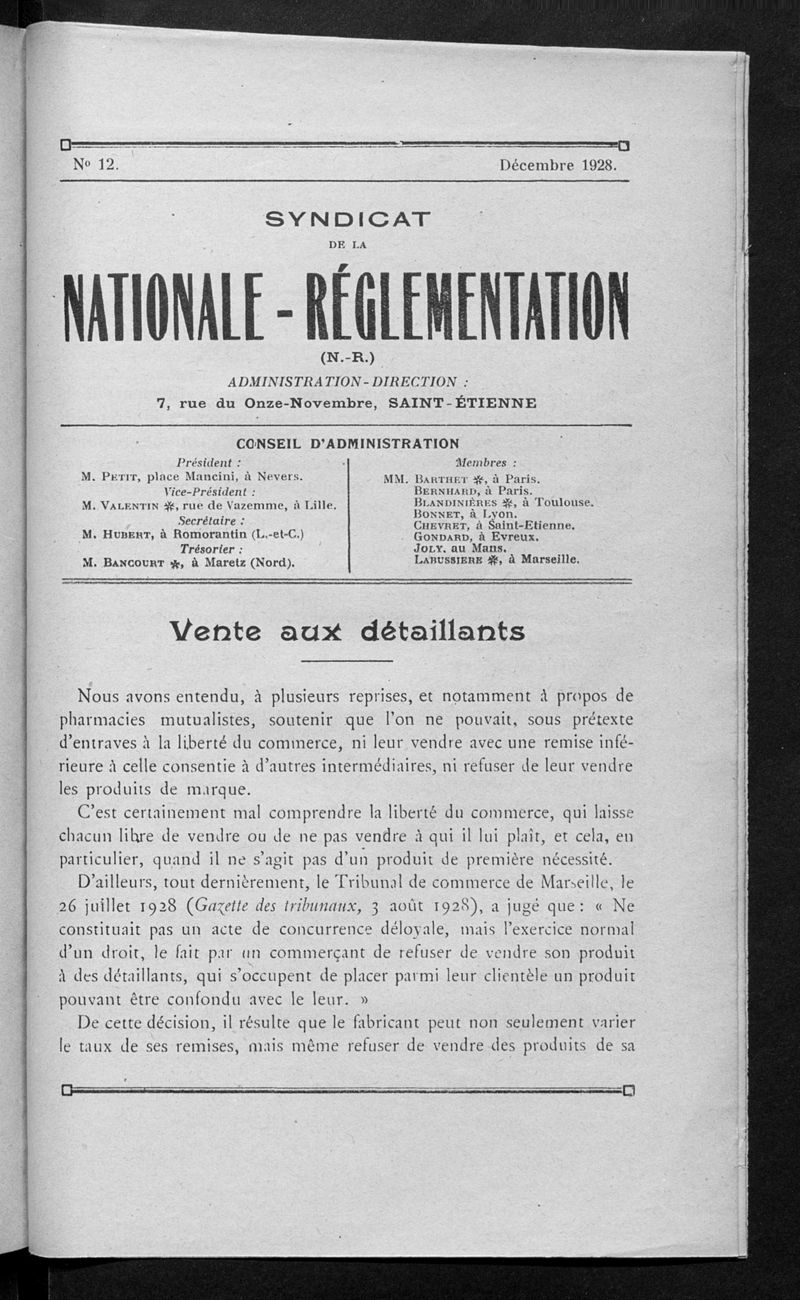 Nº 12.
Décembre 1928.
SYNDICAT
DE LA
NATIONALE - RÉGLEMENTATION
(N.-R.)
ADMINISTRATION-DIRECTION :
7, rue du Onze-Novembre, SAINT-ÉTIENNE
CONSEIL D'ADMINISTRATION
Président :
M. PETIT, place Mancini, à Nevers.
Vice-Président :
M. VALENTIN ✻, rue de Vazemme, à Lille.
Secrétaire :
M. HUBERT, à Romorantin (L.-et-C.)
Trésorier :
M. BANCOURT ✻, à Maretz (Nord).
Membres :
MM. BARTHET ✻, à Paris.
BERNHARD, à Paris.
BLANDINIÈRES ✻, à Toulouse.
BONNET, à Lyon.
CHEVRET, à Saint-Etienne.
GONDARD, à Evreux.
JOLY, au Mans.
LABUSSIERE ✻, à Marseille.
Vente aux détaillants
Nous avons entendu, à plusieurs reprises, et notamment à propos de
pharmacies mutualistes, soutenir que l'on ne pouvait, sous prétexte
d'entraves à la liberté du commerce, ni leur vendre avec une remise infé-
rieure à celle consentie à d'autres intermédiaires, ni refuser de leur vendre
les produits de marque.
C'est certainement mal comprendre la liberté du commerce, qui laisse
chacun libre de vendre ou de ne pas vendre à qui il lui plaît, et cela, en
particulier, quand il ne s'agit pas d'un produit de première nécessité.
D'ailleurs, tout dernièrement, le Tribunal de commerce de Marseille, le
26 juillet 1928 (Gazette des tribunaux, 3 août 1928), a jugé que : « Ne
constituait pas un acte de concurrence déloyale, mais l'exercice normal
d'un droit, le fait par un commerçant de refuser de vendre son produit
à des détaillants, qui s'occupent de placer parmi leur clientèle un produit
pouvant être confondu avec le leur. »
De cette décision, il résulte que le fabricant peut non seulement varier
le taux de ses remises, mais même refuser de vendre des produits de sa